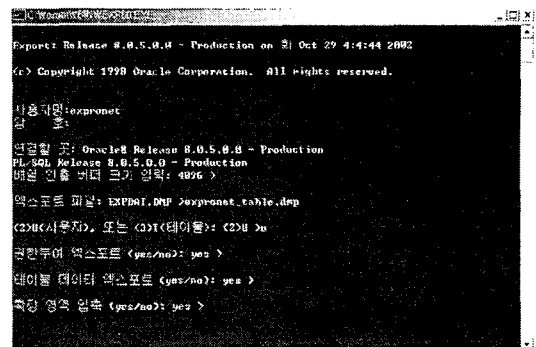 Export: Release 8.0.5.0.0 - Production on 화 Oct 29 4:4:44 2002
(c) Copyright 1998 Oracle Corporation. All rights reserved.
사용자명:expronet
암 호:
연결할 곳: Oracle8 Release 8.0.5.0.0 - Production
PL/SQL Release 8.0.5.0.0 - Production
배열 인출 버퍼 크기 입력: 4096 >
엑스포트 파일: EXPDAT.DMP >expronet_table.dmp
(2)U(사용자), 또는 (3)T(테이블): (2)U >u
권한부여 엑스포트 (yes/no): yes >
테이블 데이터 엑스포트 (yes/no): yes >
확장 영역 압축 (yes/no): yes >